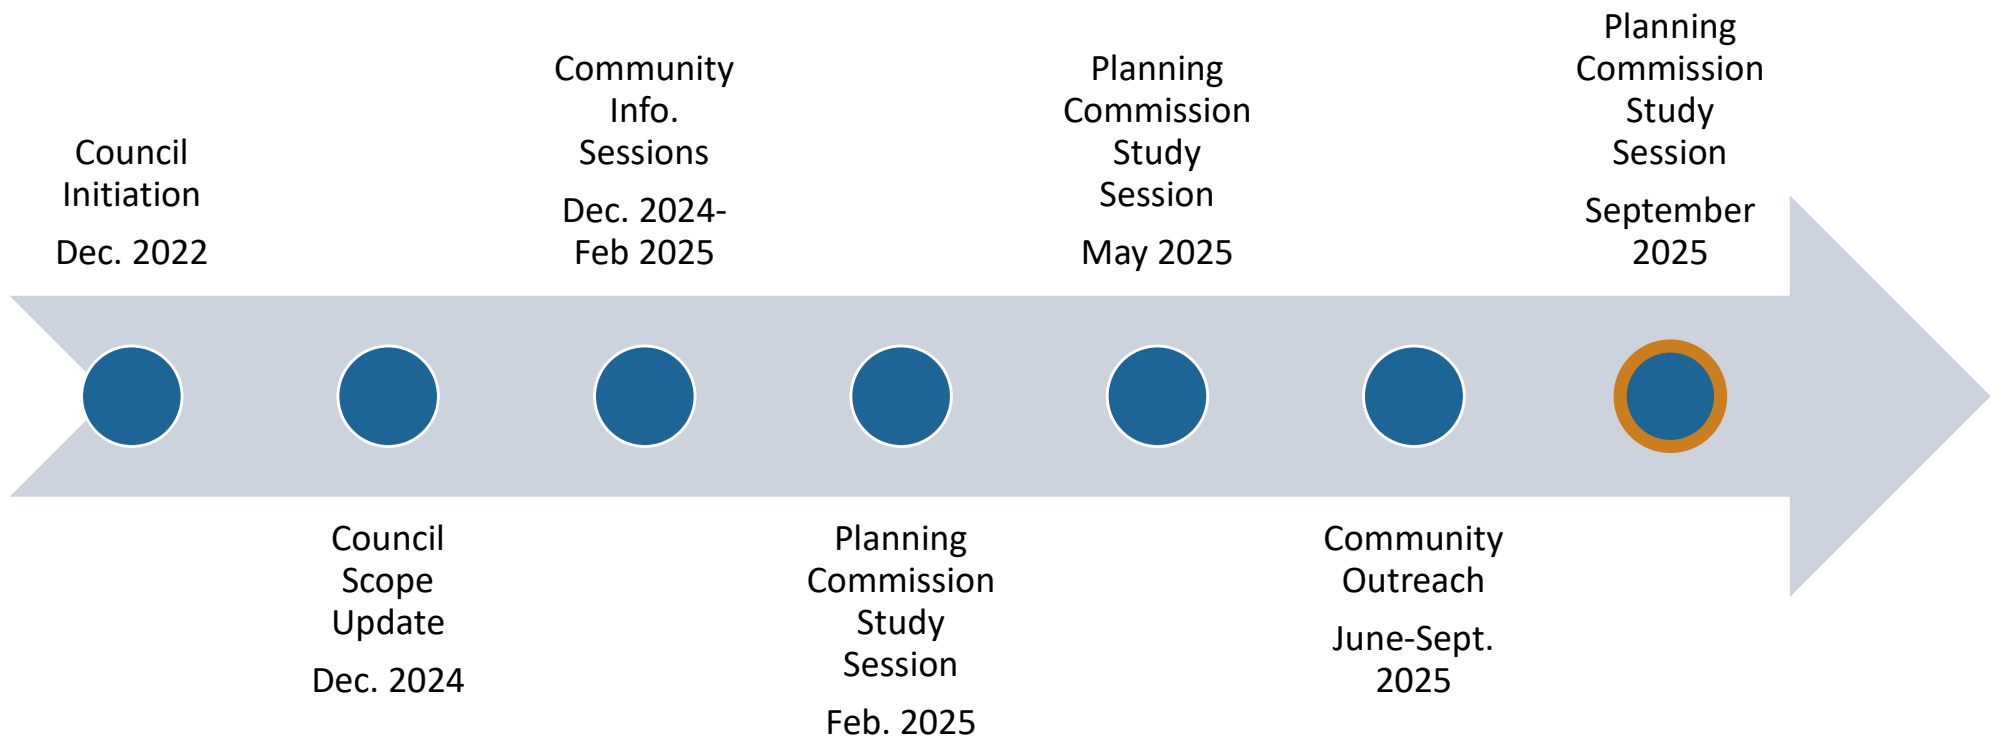 Council
Initiation
Dec. 2022
Council
Scope
Update
Dec. 2024
Community
Info.
Sessions
Dec. 2024-
Feb 2025
Planning
Commission
Study
Session
Feb. 2025
Planning
Commission
Study
Session
May 2025
Community
Outreach
June-Sept.
2025
Planning
Commission
Study
Session
September
2025